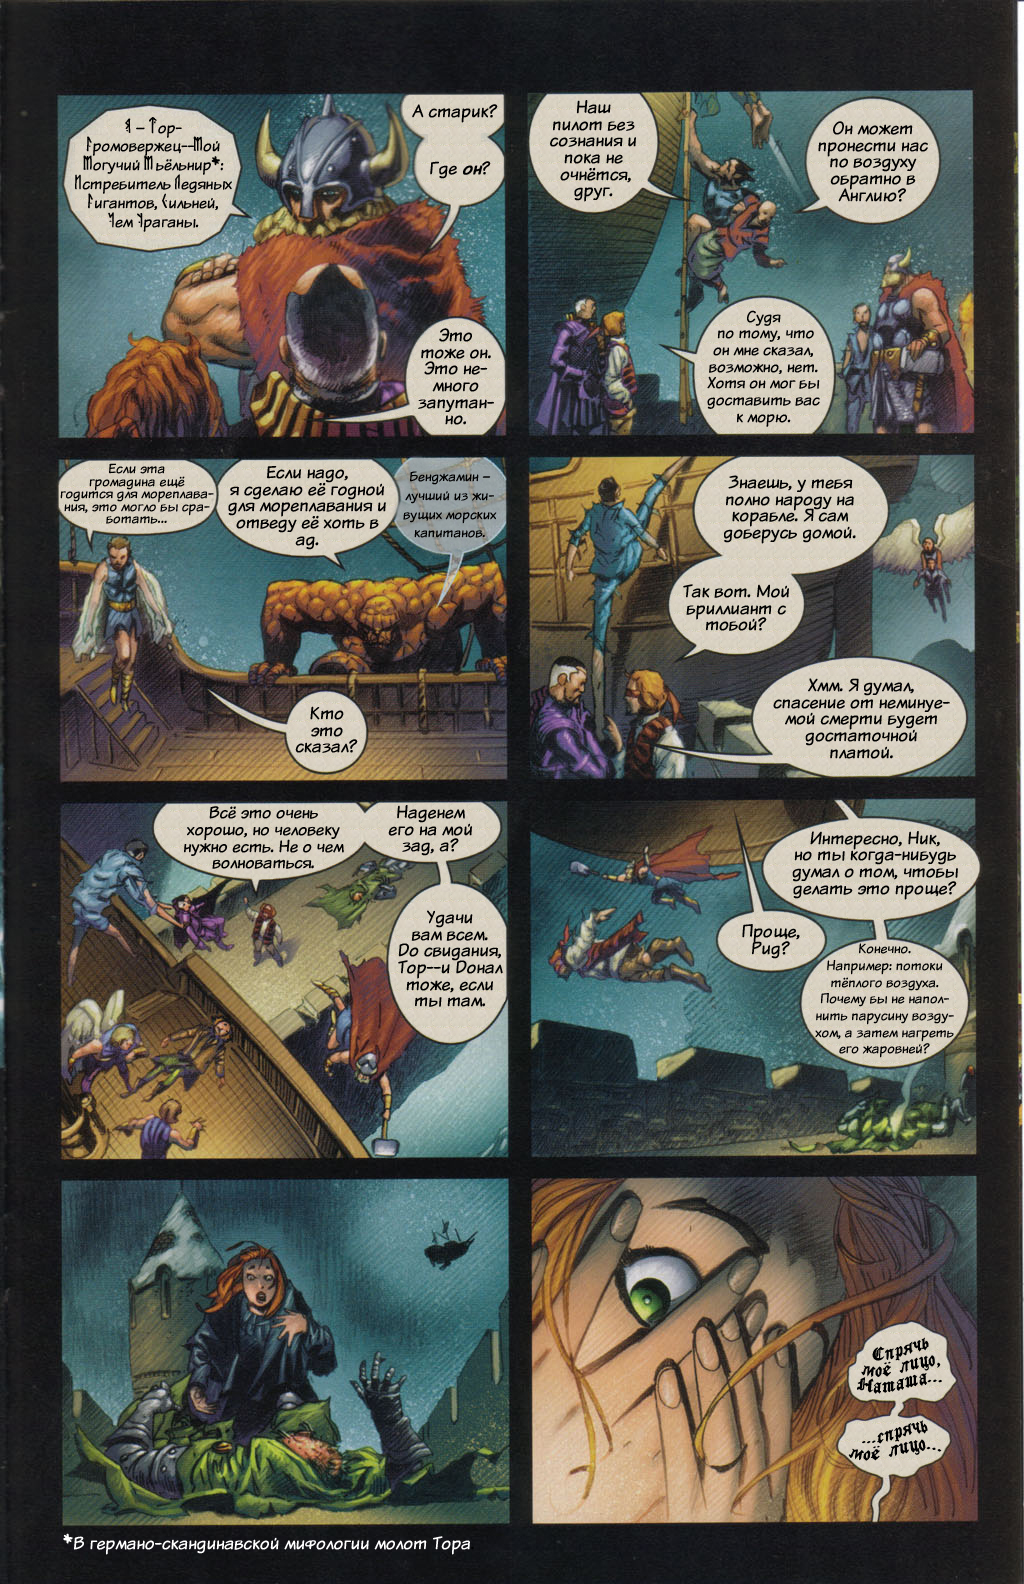 Я – Тор-
Громовержец--Мой
Могучий Мьёльнир*:
Истребитель Ледяных
Гигантов, Сильней,
Чем Ураганы.
А старик?
Где он?
Это
тоже он.
Это не-
много
запутан-
но.
Наш
пилот без
сознания и
пока не
очнётся,
друг.
Он может
пронести нас
по воздуху
обратно в
Англию?
Судя
по тому, что
он мне сказал,
возможно, нет.
Хотя он мог бы
доставить вас
к морю.
Если эта
громадина ещё
годится для мореплава-
ния, это могло бы сра-
ботать...
Если надо,
я сделаю её годной
для мореплавания и
отведу её хоть в
ад.
Бенджамин –
лучший из жи-
вущих морских
капитанов.
Кто
это
сказал?
Знаешь, у тебя
полно народу на
корабле. Я сам
доберусь домой.
Так вот. Мой
бриллиант с
тобой?
Хмм. Я думал,
спасение от неминуе-
мой смерти будет
достаточной
платой.
Всё это очень
хорошо, но человеку
нужно есть. Не о чем
волноваться.
Наденем
его на мой
зад, а?
Удачи
вам всем.
До свидания,
Тор--и Донал
тоже, если
ты там.
Интересно, Ник,
но ты когда-нибудь
думал о том, чтобы
делать это проще?
Проще,
Рид?
Конечно.
Например: потоки
тёплого воздуха.
Почему бы не напол-
нить парусину возду-
хом, а затем нагреть
его жаровней?
Спрячь
моё лицо,
Наташа...
...спрячь
моё лицо...
*В германо-скандинавской мифологии молот Тора